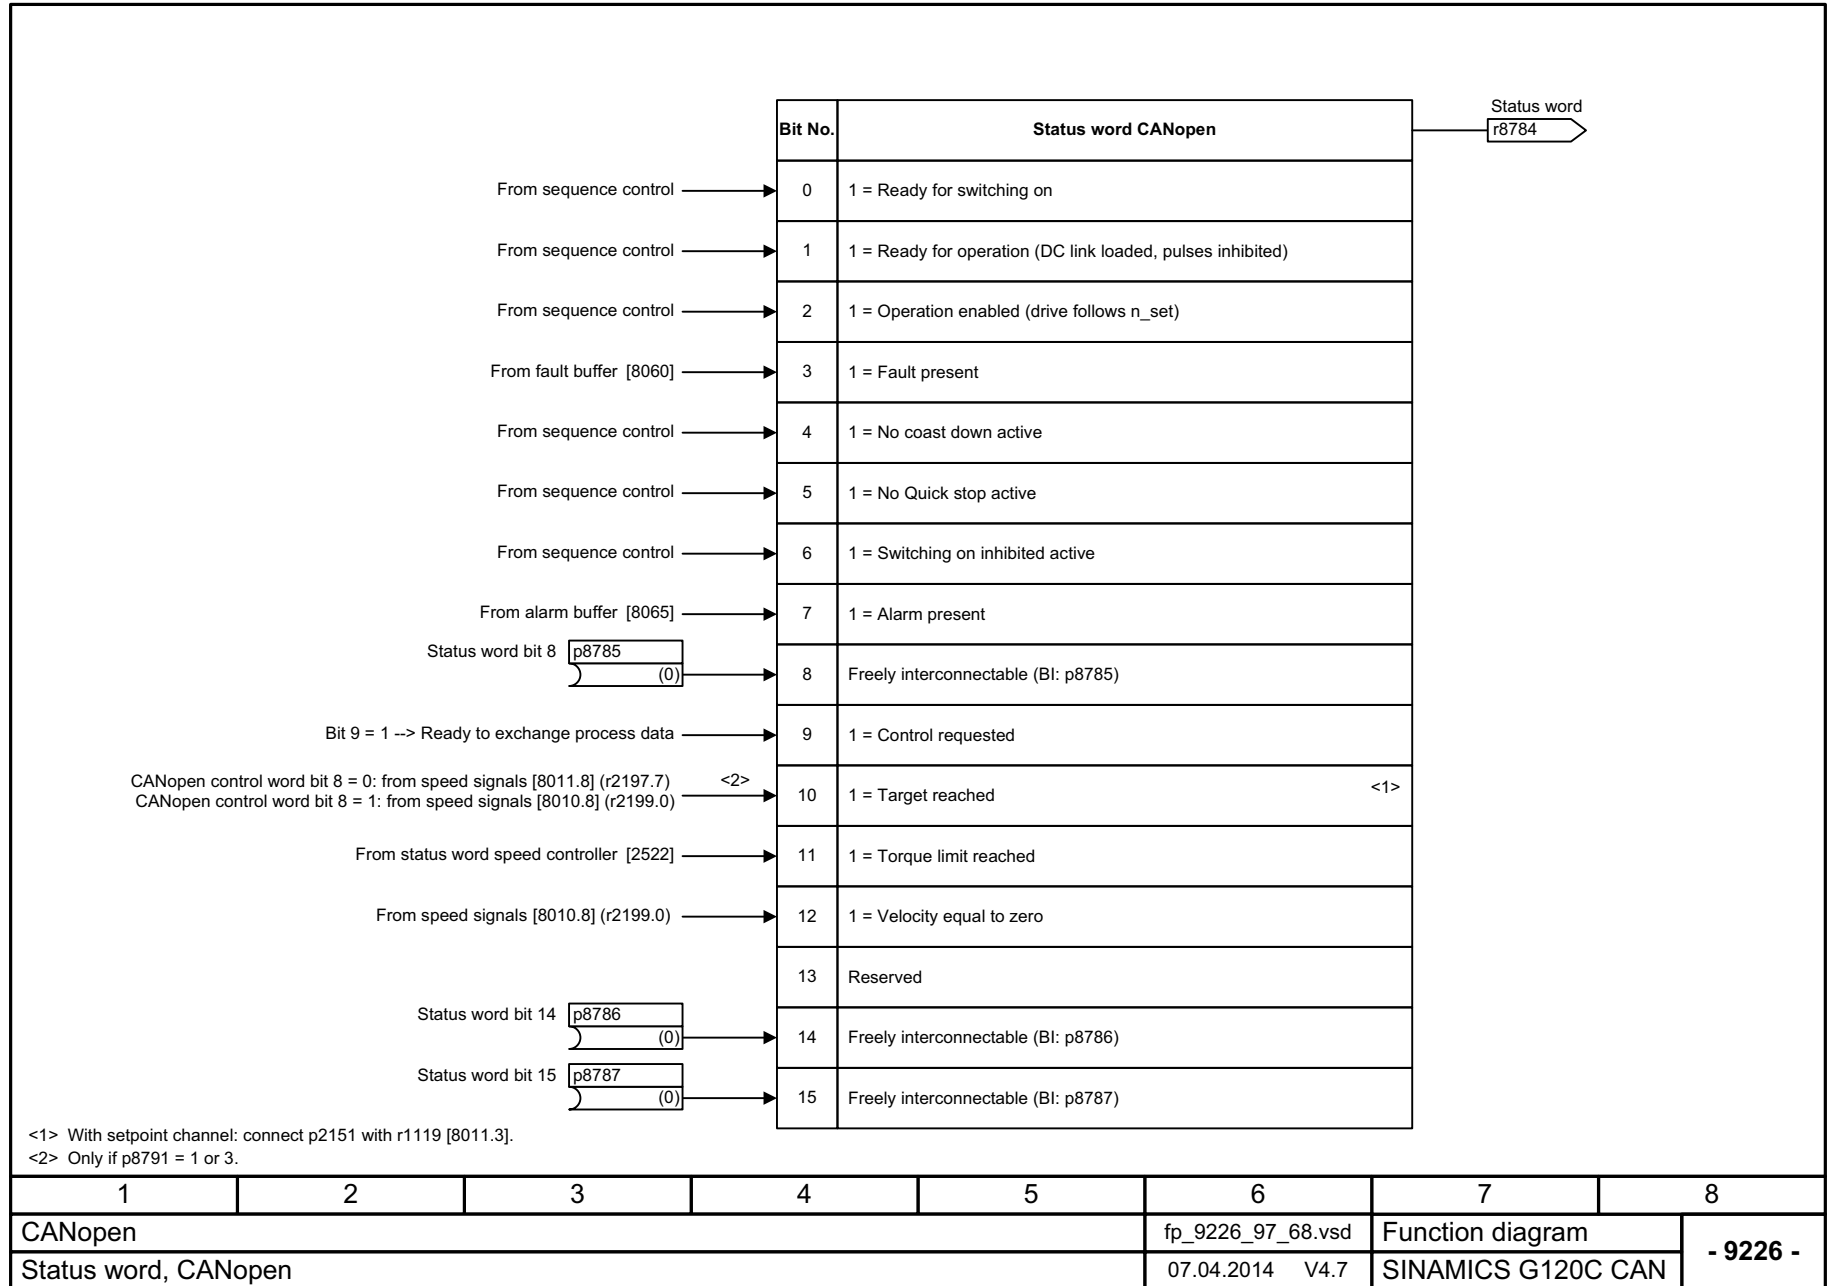 Bit No. Status word CANopen
Status word
r8784
From sequence control 0 1 = Ready for switching on
From sequence control 1 1 = Ready for operation (DC link loaded, pulses inhibited)
From sequence control 2 1 = Operation enabled (drive follows n_set)
From fault buffer [8060] 3 1 = Fault present
From sequence control 4 1 = No coast down active
From sequence control 5 1 = No Quick stop active
From sequence control 6 1 = Switching on inhibited active
From alarm buffer [8065] 7 1 = Alarm present
Status word bit 8 p8785
(0) 8 Freely interconnectable (BI: p8785)
Bit 9 = 1 --> Ready to exchange process data 9 1 = Control requested
CANopen control word bit 8 = 0: from speed signals [8011.8] (r2197.7) <2>
CANopen control word bit 8 = 1: from speed signals [8010.8] (r2199.0)
10 1 = Target reached <1>
From status word speed controller [2522] 11 1 = Torque limit reached
From speed signals [8010.8] (r2199.0) 12 1 = Velocity equal to zero
13 Reserved
Status word bit 14 p8786
(0) 14 Freely interconnectable (BI: p8786)
Status word bit 15 p8787
(0) 15 Freely interconnectable (BI: p8787)
<1> With setpoint channel: connect p2151 with r1119 [8011.3].
<2> Only if p8791 = 1 or 3.
1 2 3 4 5 6 7 8
CANopen fp_9226_97_68.vsd Function diagram
- 9226 -
Status word, CANopen 07.04.2014 V4.7 SINAMICS G120C CAN